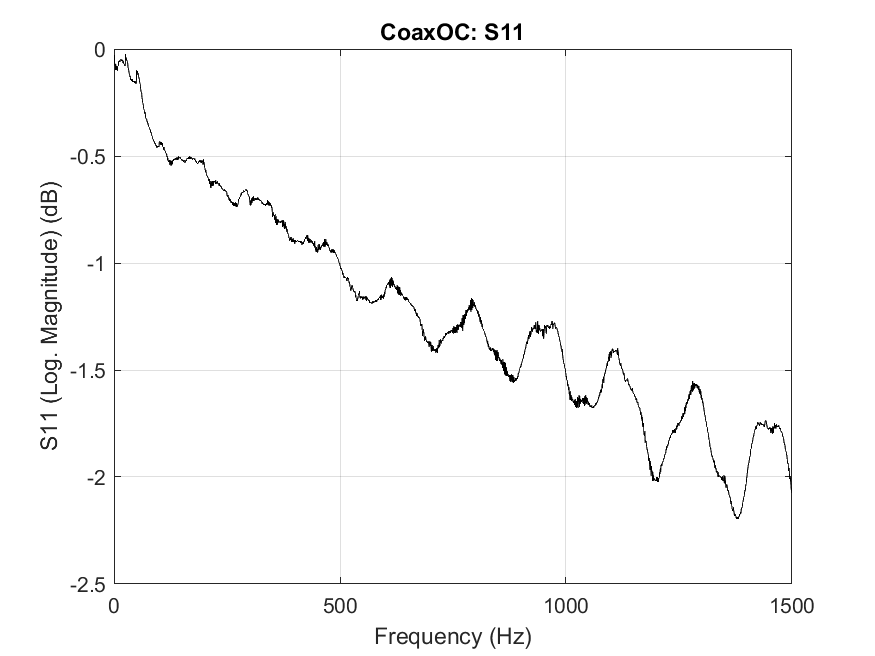 CoaxOC: S11
0
-0.5
-1
-1.5
-2
-2.5
S11 (Log. Magnitude) (dB)
0 500 1000 1500
Frequency (Hz)